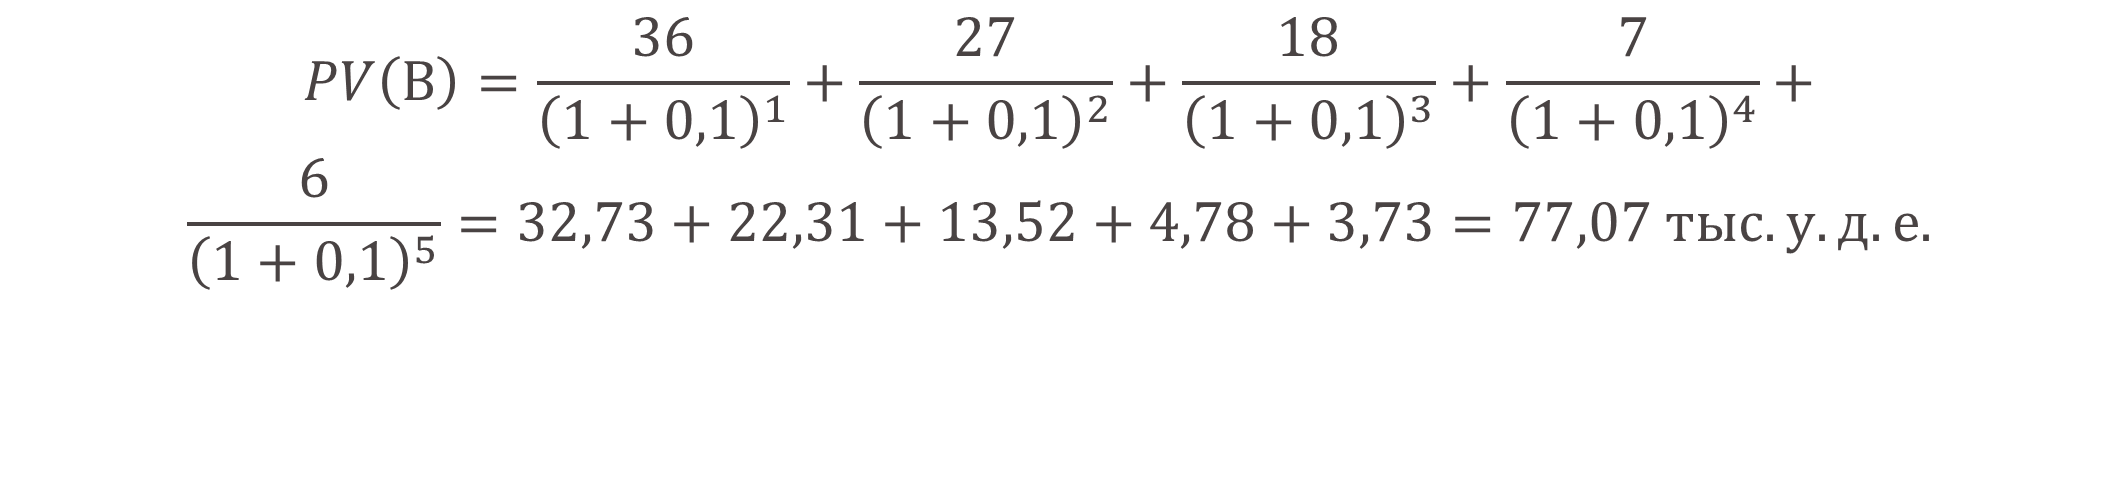 PV(В) = 36/(1 + 0,1)¹ + 27/(1 + 0,1)² + 18/(1 + 0,1)³ + 7/(1 + 0,1)⁴ +
6/(1 + 0,1)⁵ = 32,73 + 22,31 + 13,52 + 4,78 + 3,73 = 77,07 тыс. у. д. е.